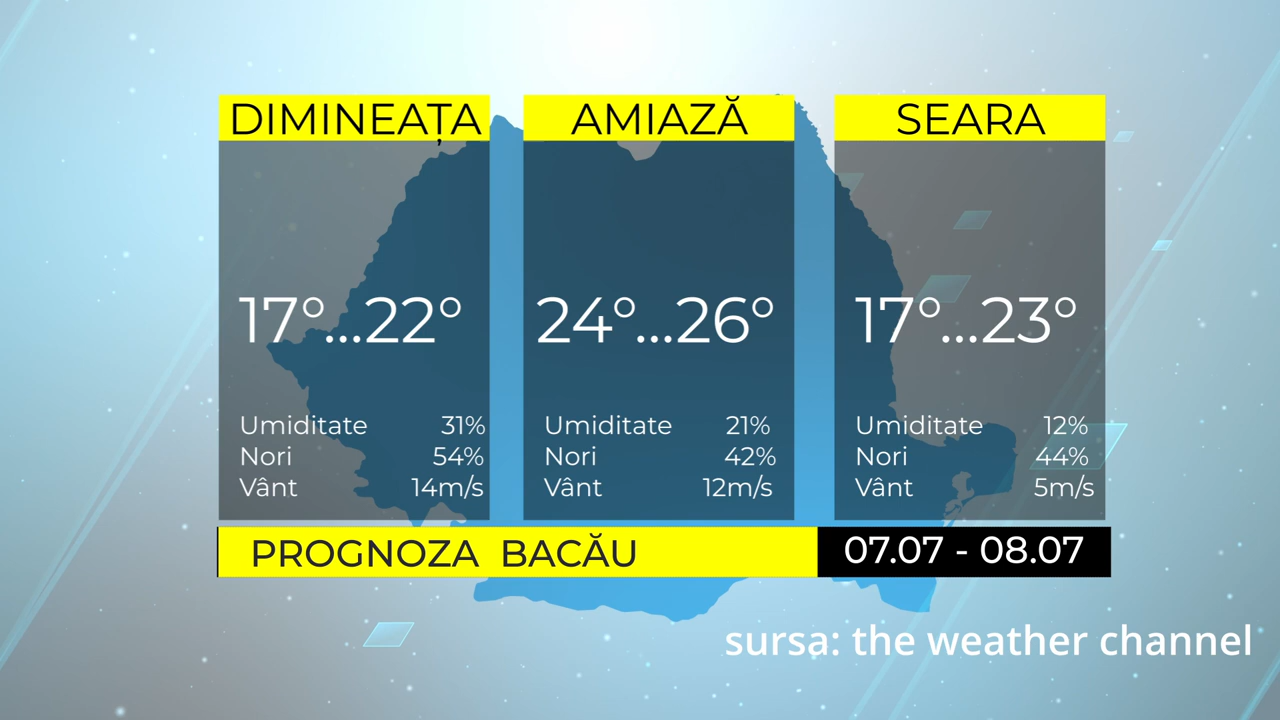 DIMINEAȚA
17°...22°
Umiditate 31%
Nori 54%
Vânt 14m/s
AMIAZĂ
24°...26°
Umiditate 21%
Nori 42%
Vânt 12m/s
SEARA
17°...23°
Umiditate 12%
Nori 44%
Vânt 5m/s
PROGNOZA BACĂU
07.07 - 08.07
sursa: the weather channel